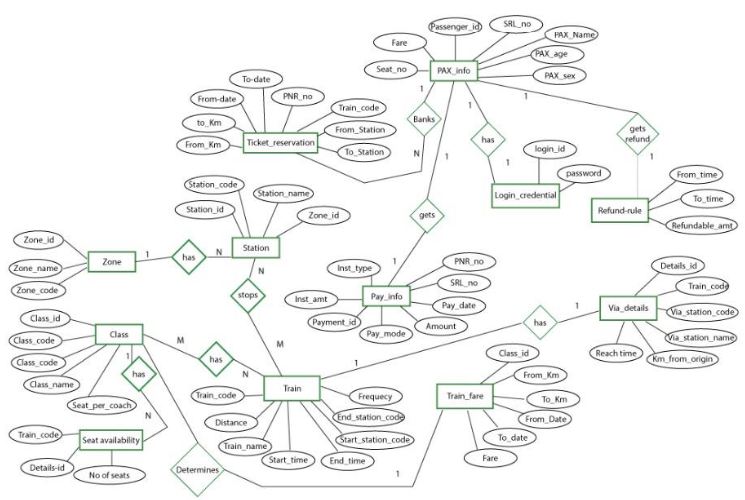 Passenger_id
SRL_no
PAX_Name
Fare
PAX_age
Seat_no
PAX_info
PAX_sex
To-date
From-date
PNR_no
1
1
1
1
Train_code
to_Km
Banks
gets
refund
From_Station
has
From_Km
Ticket_reservation
To_Station
N
1
1
1
login_id
password
From_time
Login_credential
To_time
Refund-rule
Refundable_amt
Station_code
Station_name
Station_id
Zone_id
gets
Zone_id
1
N
Station
Zone
has
Zone_name
N
Zone_code
1
Inst_type
PNR_no
SRL_no
Details_id
Train_code
stops
Inst_amt
Pay_info
Pay_date
1
Via_details
Via_station_code
Payment_id
Pay_mode
Amount
has
Via_station_name
Class_id
Class
M
M
Reach time
Km_from_origin
Class_code
1
has
1
Class_id
Class_code
has
N
From_Km
Class_name
Train
Train_fare
To_Km
Train_code
Frequecy
Seat_per_coach
N
End_station_code
From_Date
Distance
Train_code
Seat availability
Start_station_code
To_date
Train_name
Fare
Details-id
Start_time
End_time
No of seats
Determines
1